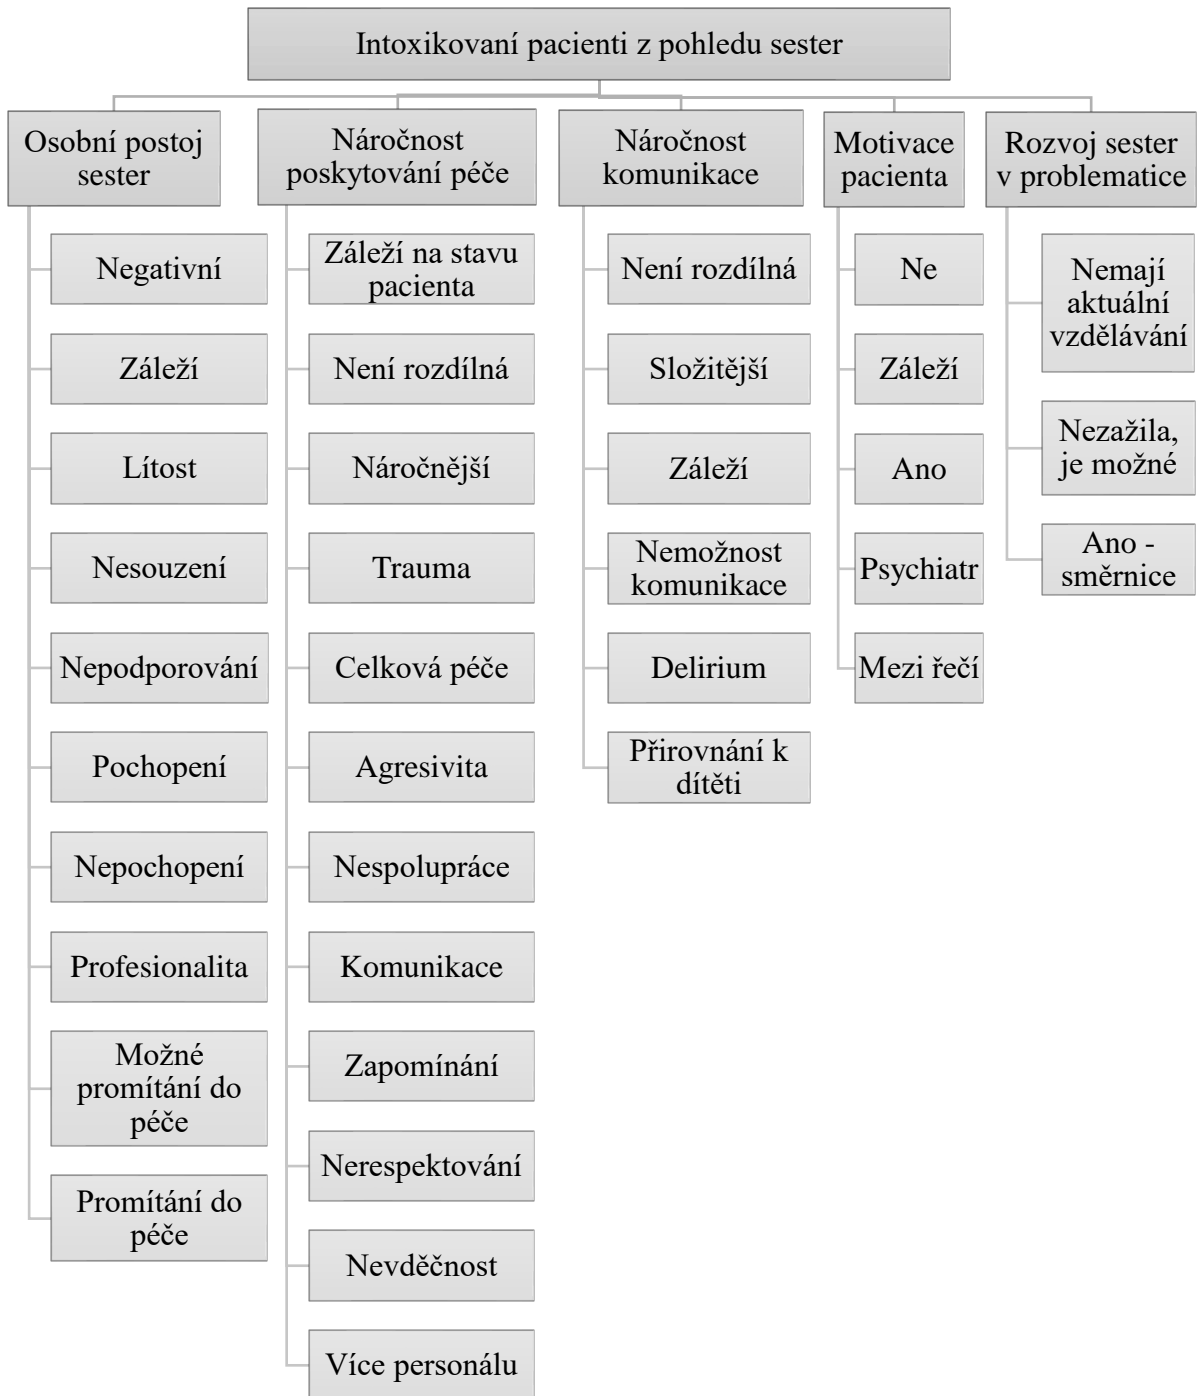 Intoxikovaní pacienti z pohledu sester
Osobní postoj
sester
Negativní
Záleží
Lítost
Nesouzení
Nepodporování
Pochopení
Nepochopení
Profesionalita
Možné
promítání do
péče
Promítání do
péče
Náročnost
poskytování péče
Záleží na stavu
pacienta
Není rozdílná
Náročnější
Trauma
Celková péče
Agresivita
Nespolupráce
Komunikace
Zapomínání
Nerespektování
Nevděčnost
Více personálu
Náročnost
komunikace
Není rozdílná
Složitější
Záleží
Nemožnost
komunikace
Delirium
Přirovnání k
dítěti
Motivace
pacienta
Ne
Záleží
Ano
Psychiatr
Mezi řečí
Rozvoj sester
v problematice
Nemají
aktuální
vzdělávání
Nezažila,
je možné
Ano -
směrnice